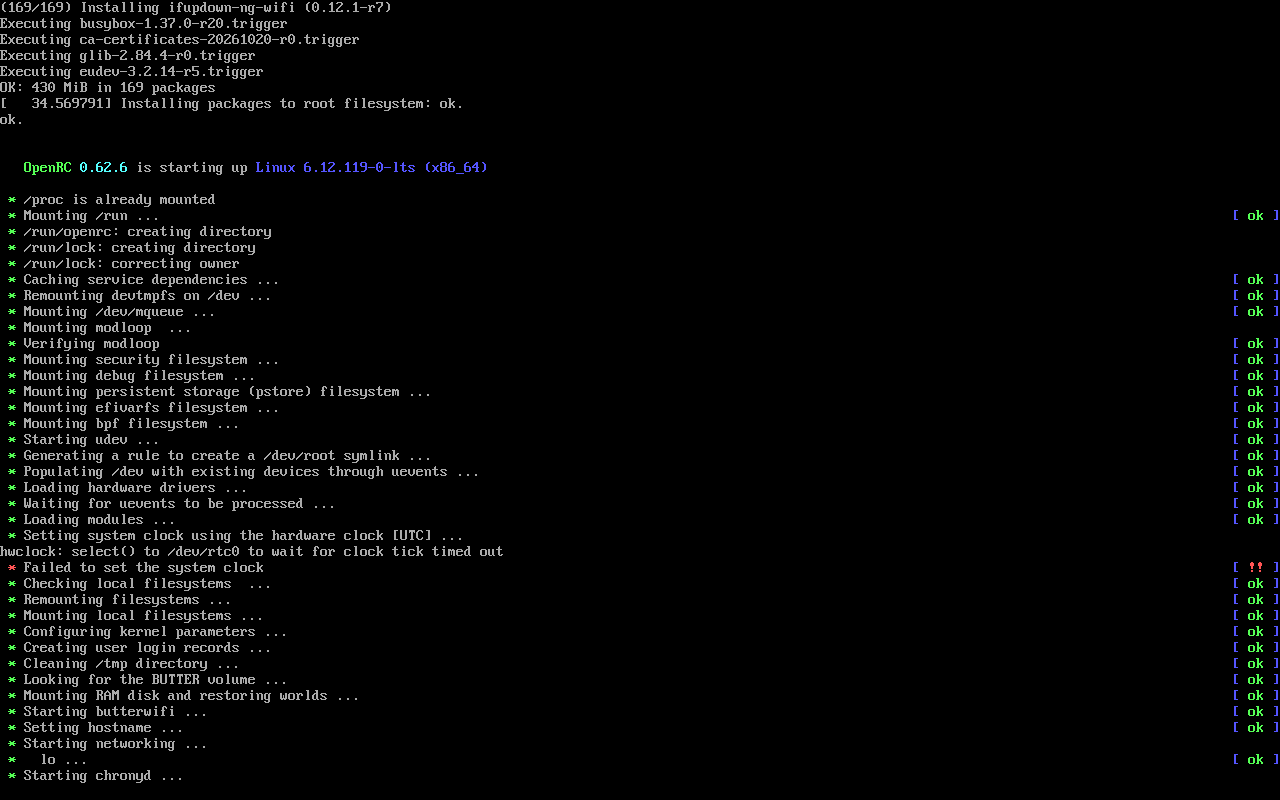 (169/169) Installing ifupdown-ng-wifi (0.12.1-r7)
Executing busybox-1.37.0-r20.trigger
Executing ca-certificates-20261020-r0.trigger
Executing glib-2.84.4-r0.trigger
Executing eudev-3.2.14-r5.trigger
OK: 430 MiB in 169 packages
[   34.569791] Installing packages to root filesystem: ok.
ok.
OpenRC 0.62.6 is starting up Linux 6.12.119-0-lts (x86_64)
* /proc is already mounted
* Mounting /run ... [ ok ]
* /run/openrc: creating directory
* /run/lock: creating directory
* /run/lock: correcting owner
* Caching service dependencies ... [ ok ]
* Remounting devtmpfs on /dev ... [ ok ]
* Mounting /dev/mqueue ... [ ok ]
* Mounting modloop  ...
* Verifying modloop [ ok ]
* Mounting security filesystem ... [ ok ]
* Mounting debug filesystem ... [ ok ]
* Mounting persistent storage (pstore) filesystem ... [ ok ]
* Mounting efivarfs filesystem ... [ ok ]
* Mounting bpf filesystem ... [ ok ]
* Starting udev ... [ ok ]
* Generating a rule to create a /dev/root symlink ... [ ok ]
* Populating /dev with existing devices through uevents ... [ ok ]
* Loading hardware drivers ... [ ok ]
* Waiting for uevents to be processed ... [ ok ]
* Loading modules ... [ ok ]
* Setting system clock using the hardware clock [UTC] ...
hwclock: select() to /dev/rtc0 to wait for clock tick timed out
* Failed to set the system clock [ !! ]
* Checking local filesystems  ... [ ok ]
* Remounting filesystems ... [ ok ]
* Mounting local filesystems ... [ ok ]
* Configuring kernel parameters ... [ ok ]
* Creating user login records ... [ ok ]
* Cleaning /tmp directory ... [ ok ]
* Looking for the BUTTER volume ... [ ok ]
* Mounting RAM disk and restoring worlds ... [ ok ]
* Starting butterwifi ... [ ok ]
* Setting hostname ... [ ok ]
* Starting networking ...
*   lo ... [ ok ]
* Starting chronyd ...